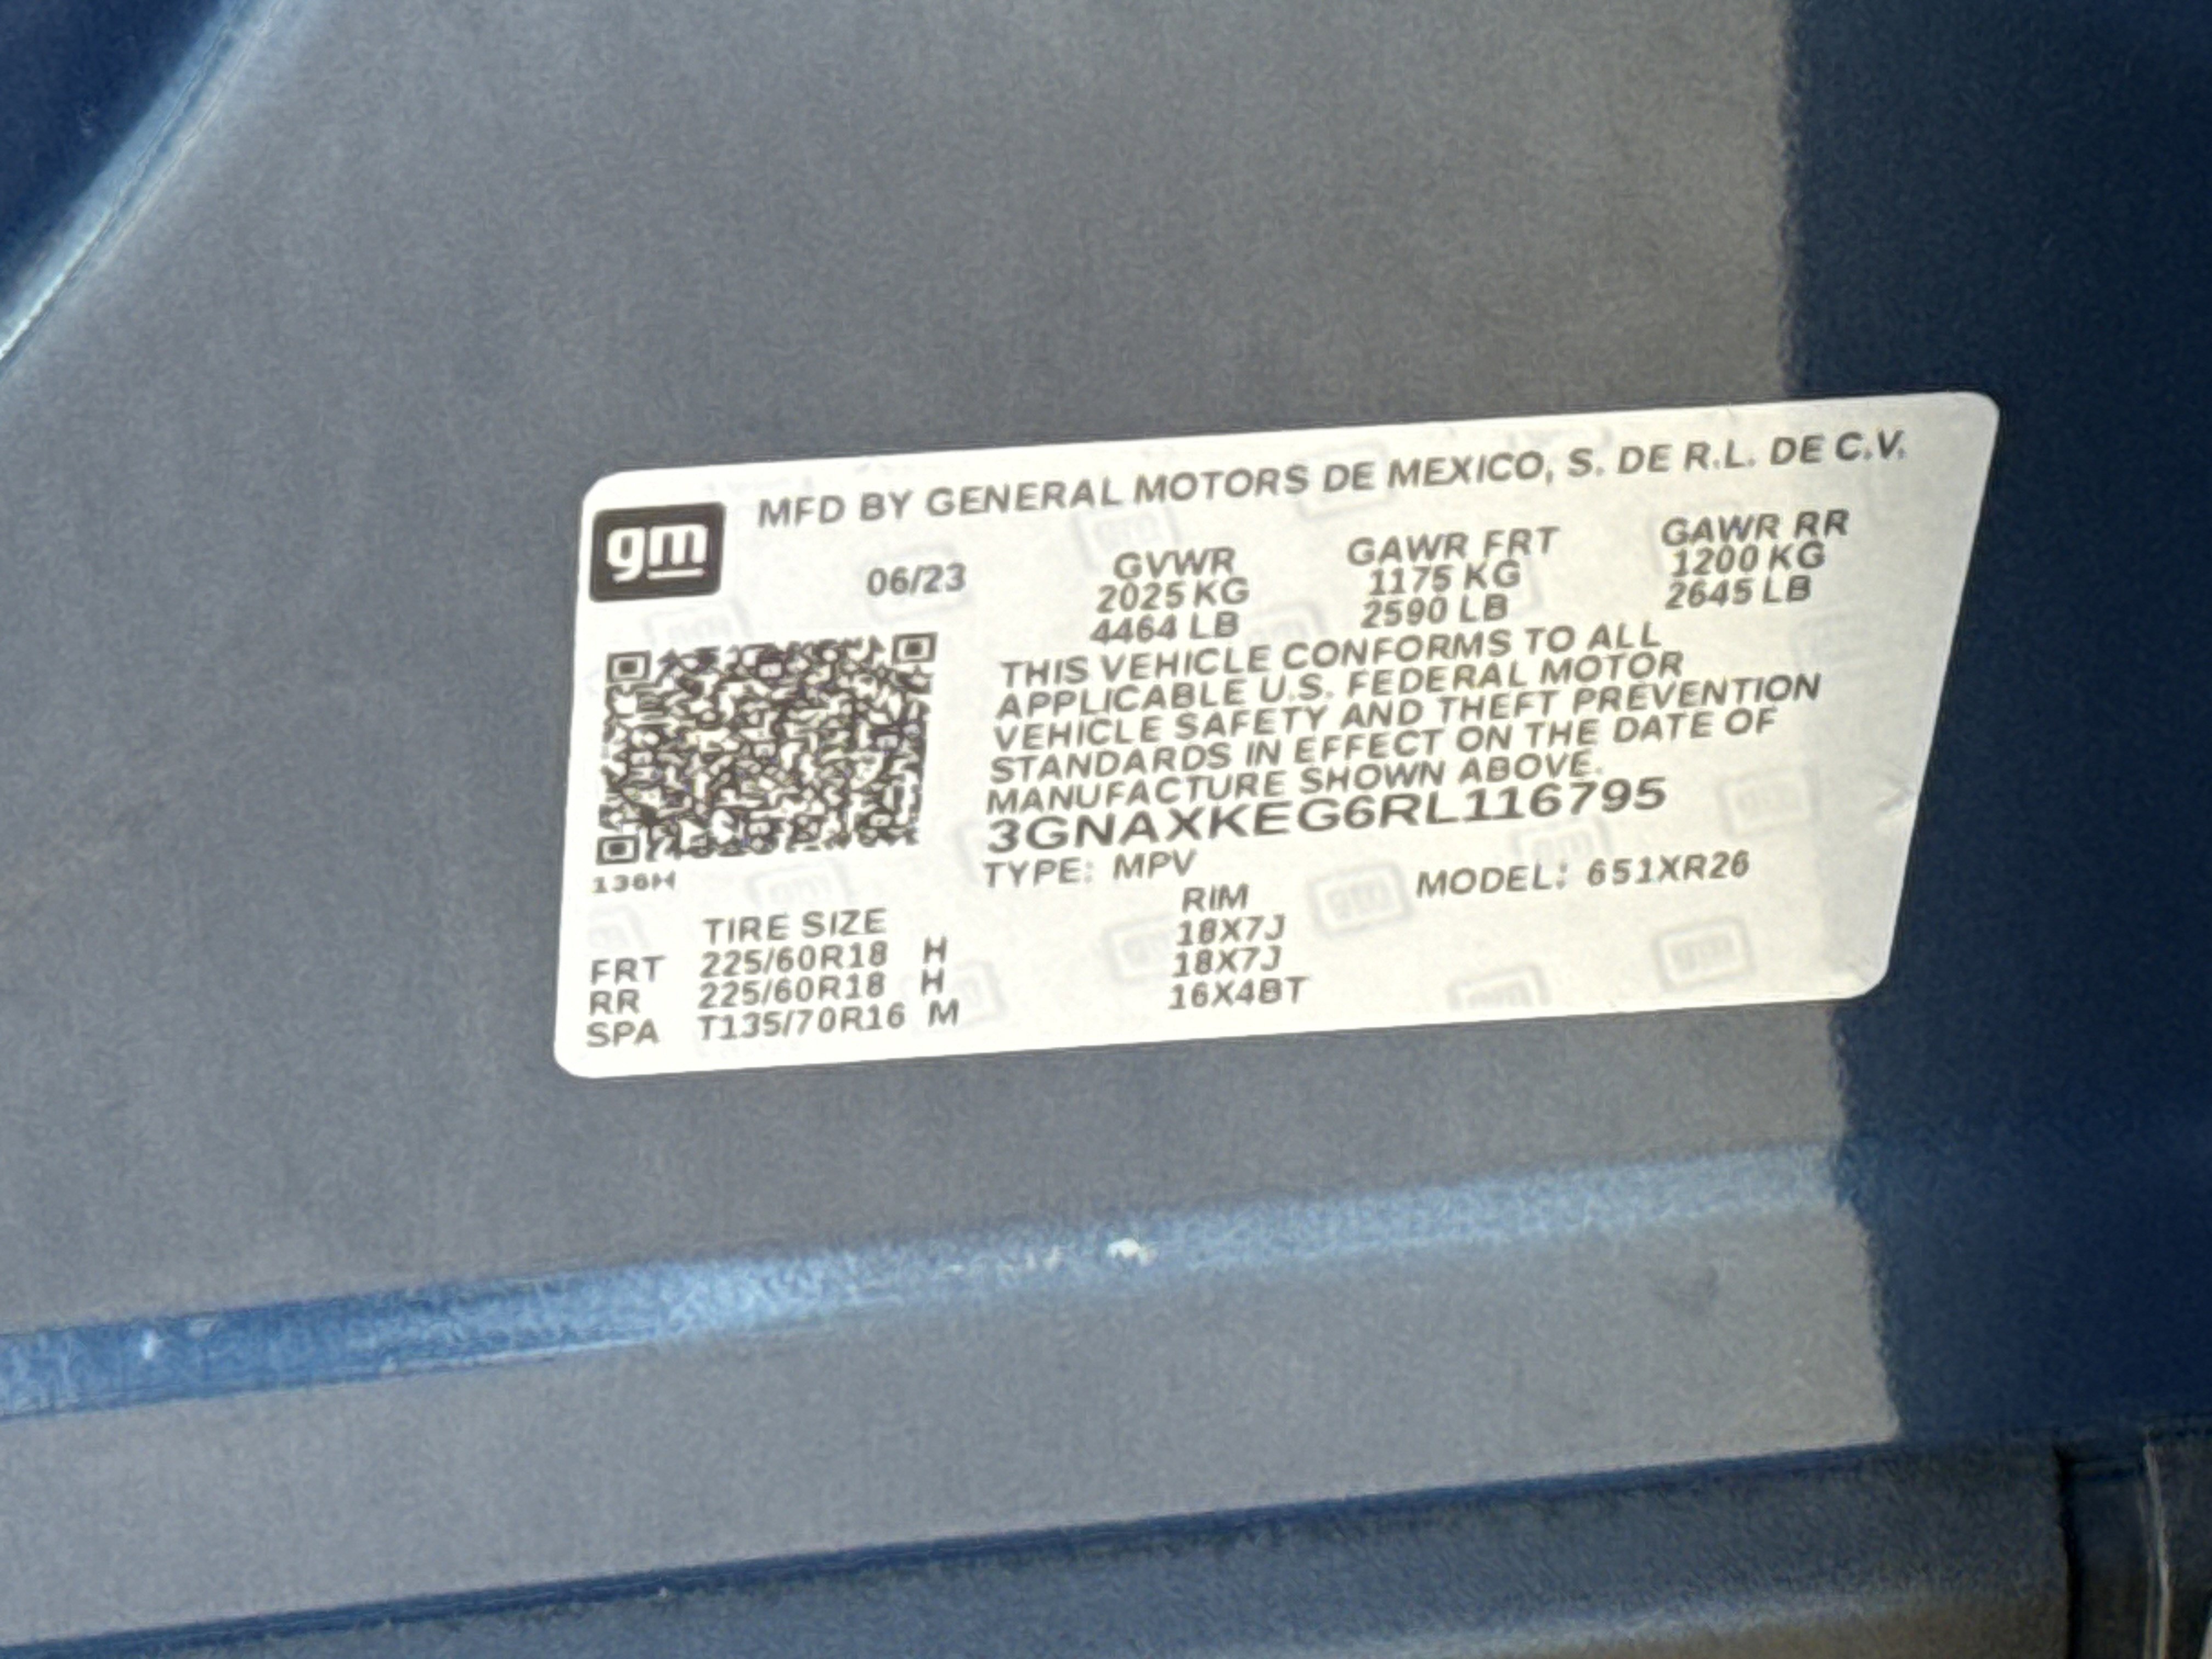 gm
MFD BY GENERAL MOTORS DE MEXICO, S. DE R.L. DE C.V.
06/23 GVWR GAWR FRT GAWR RR
2025 KG 1175 KG 1200 KG
4464 LB 2590 LB 2645 LB
THIS VEHICLE CONFORMS TO ALL
APPLICABLE U.S. FEDERAL MOTOR
VEHICLE SAFETY AND THEFT PREVENTION
STANDARDS IN EFFECT ON THE DATE OF
MANUFACTURE SHOWN ABOVE.
3GNAXKEG6RL116795
TYPE: MPV MODEL: 651XR26
TIRE SIZE RIM
FRT 225/60R18 H 18X7J
RR 225/60R18 H 18X7J
SPA T135/70R16 M 16X4BT